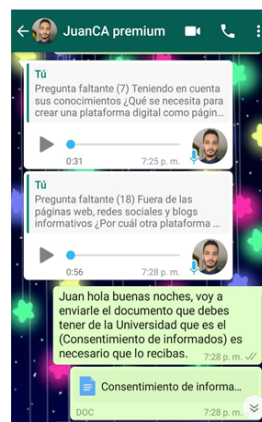 JuanCA premium
Tú
Pregunta faltante (7) Teniendo en cuenta
sus conocimientos ¿Qué se necesita para
crear una plataforma digital como págin...
0:31
7:25 p. m.
Tú
Pregunta faltante (18) Fuera de las
páginas web, redes sociales y blogs
informativos ¿Por cuál otra plataforma ...
0:56
7:28 p. m.
Juan hola buenas noches, voy a
enviarle el documento que debes
tener de la Universidad que es el
(Consentimiento de informados) es
necesario que lo recibas.
7:28 p. m.
Consentimiento de informa...
DOC
7:28 p. m.